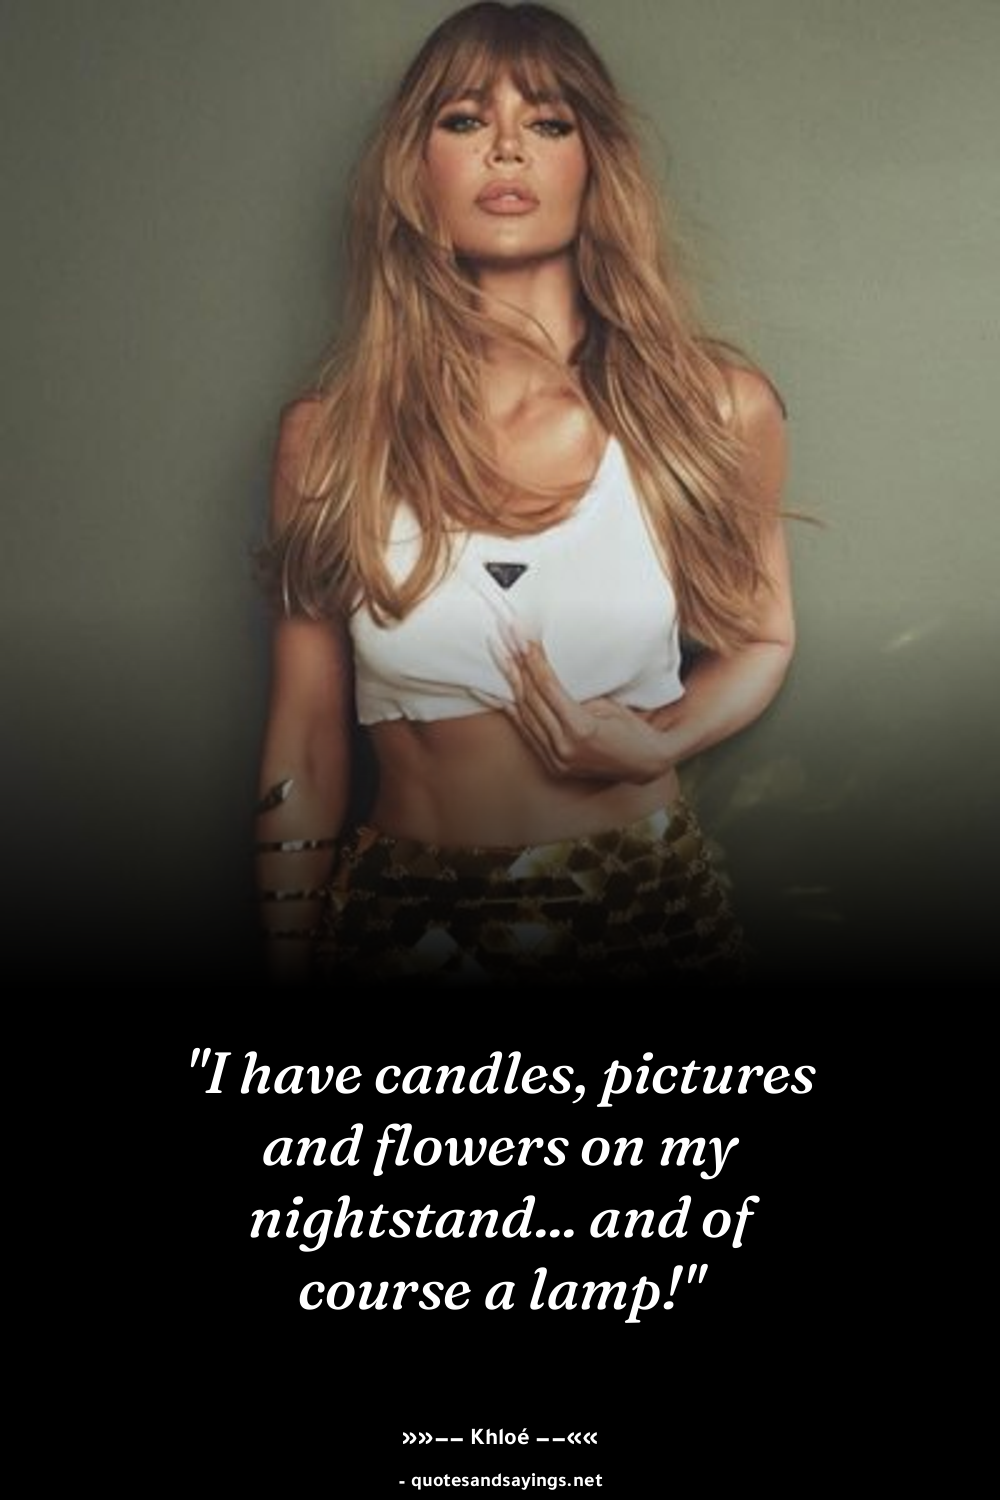 "I have candles, pictures
and flowers on my
nightstand... and of
course a lamp!"
»»−− Khloé −−««
- quotesandsayings.net